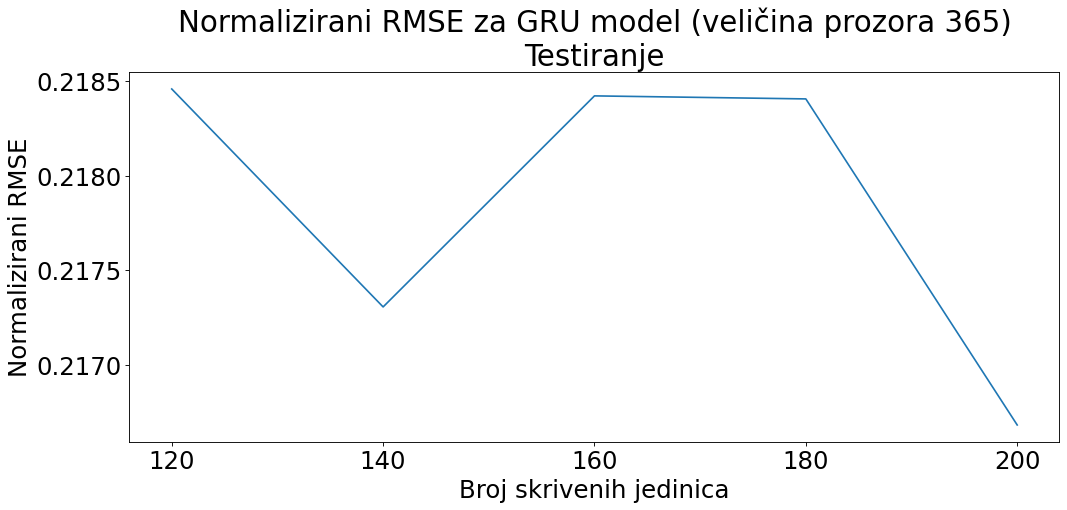 Normalizirani RMSE za GRU model (veličina prozora 365)
Testiranje
Normalizirani RMSE
0.2185
0.2180
0.2175
0.2170
120 140 160 180 200
Broj skrivenih jedinica